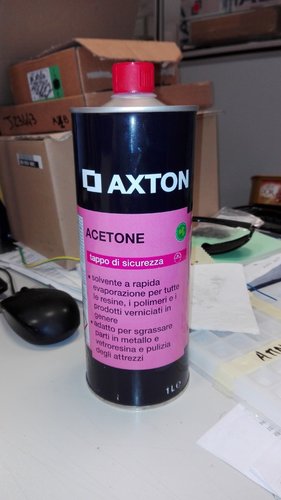 AXTON
ACETONE
tappo di sicurezza
• solvente a rapida
evaporazione per tutte
le resine, i polimeri e i
prodotti verniciati in
genere
• adatto per sgrassare
parti in metallo e
vetroresina e pulizia
degli attrezzi
1 L e